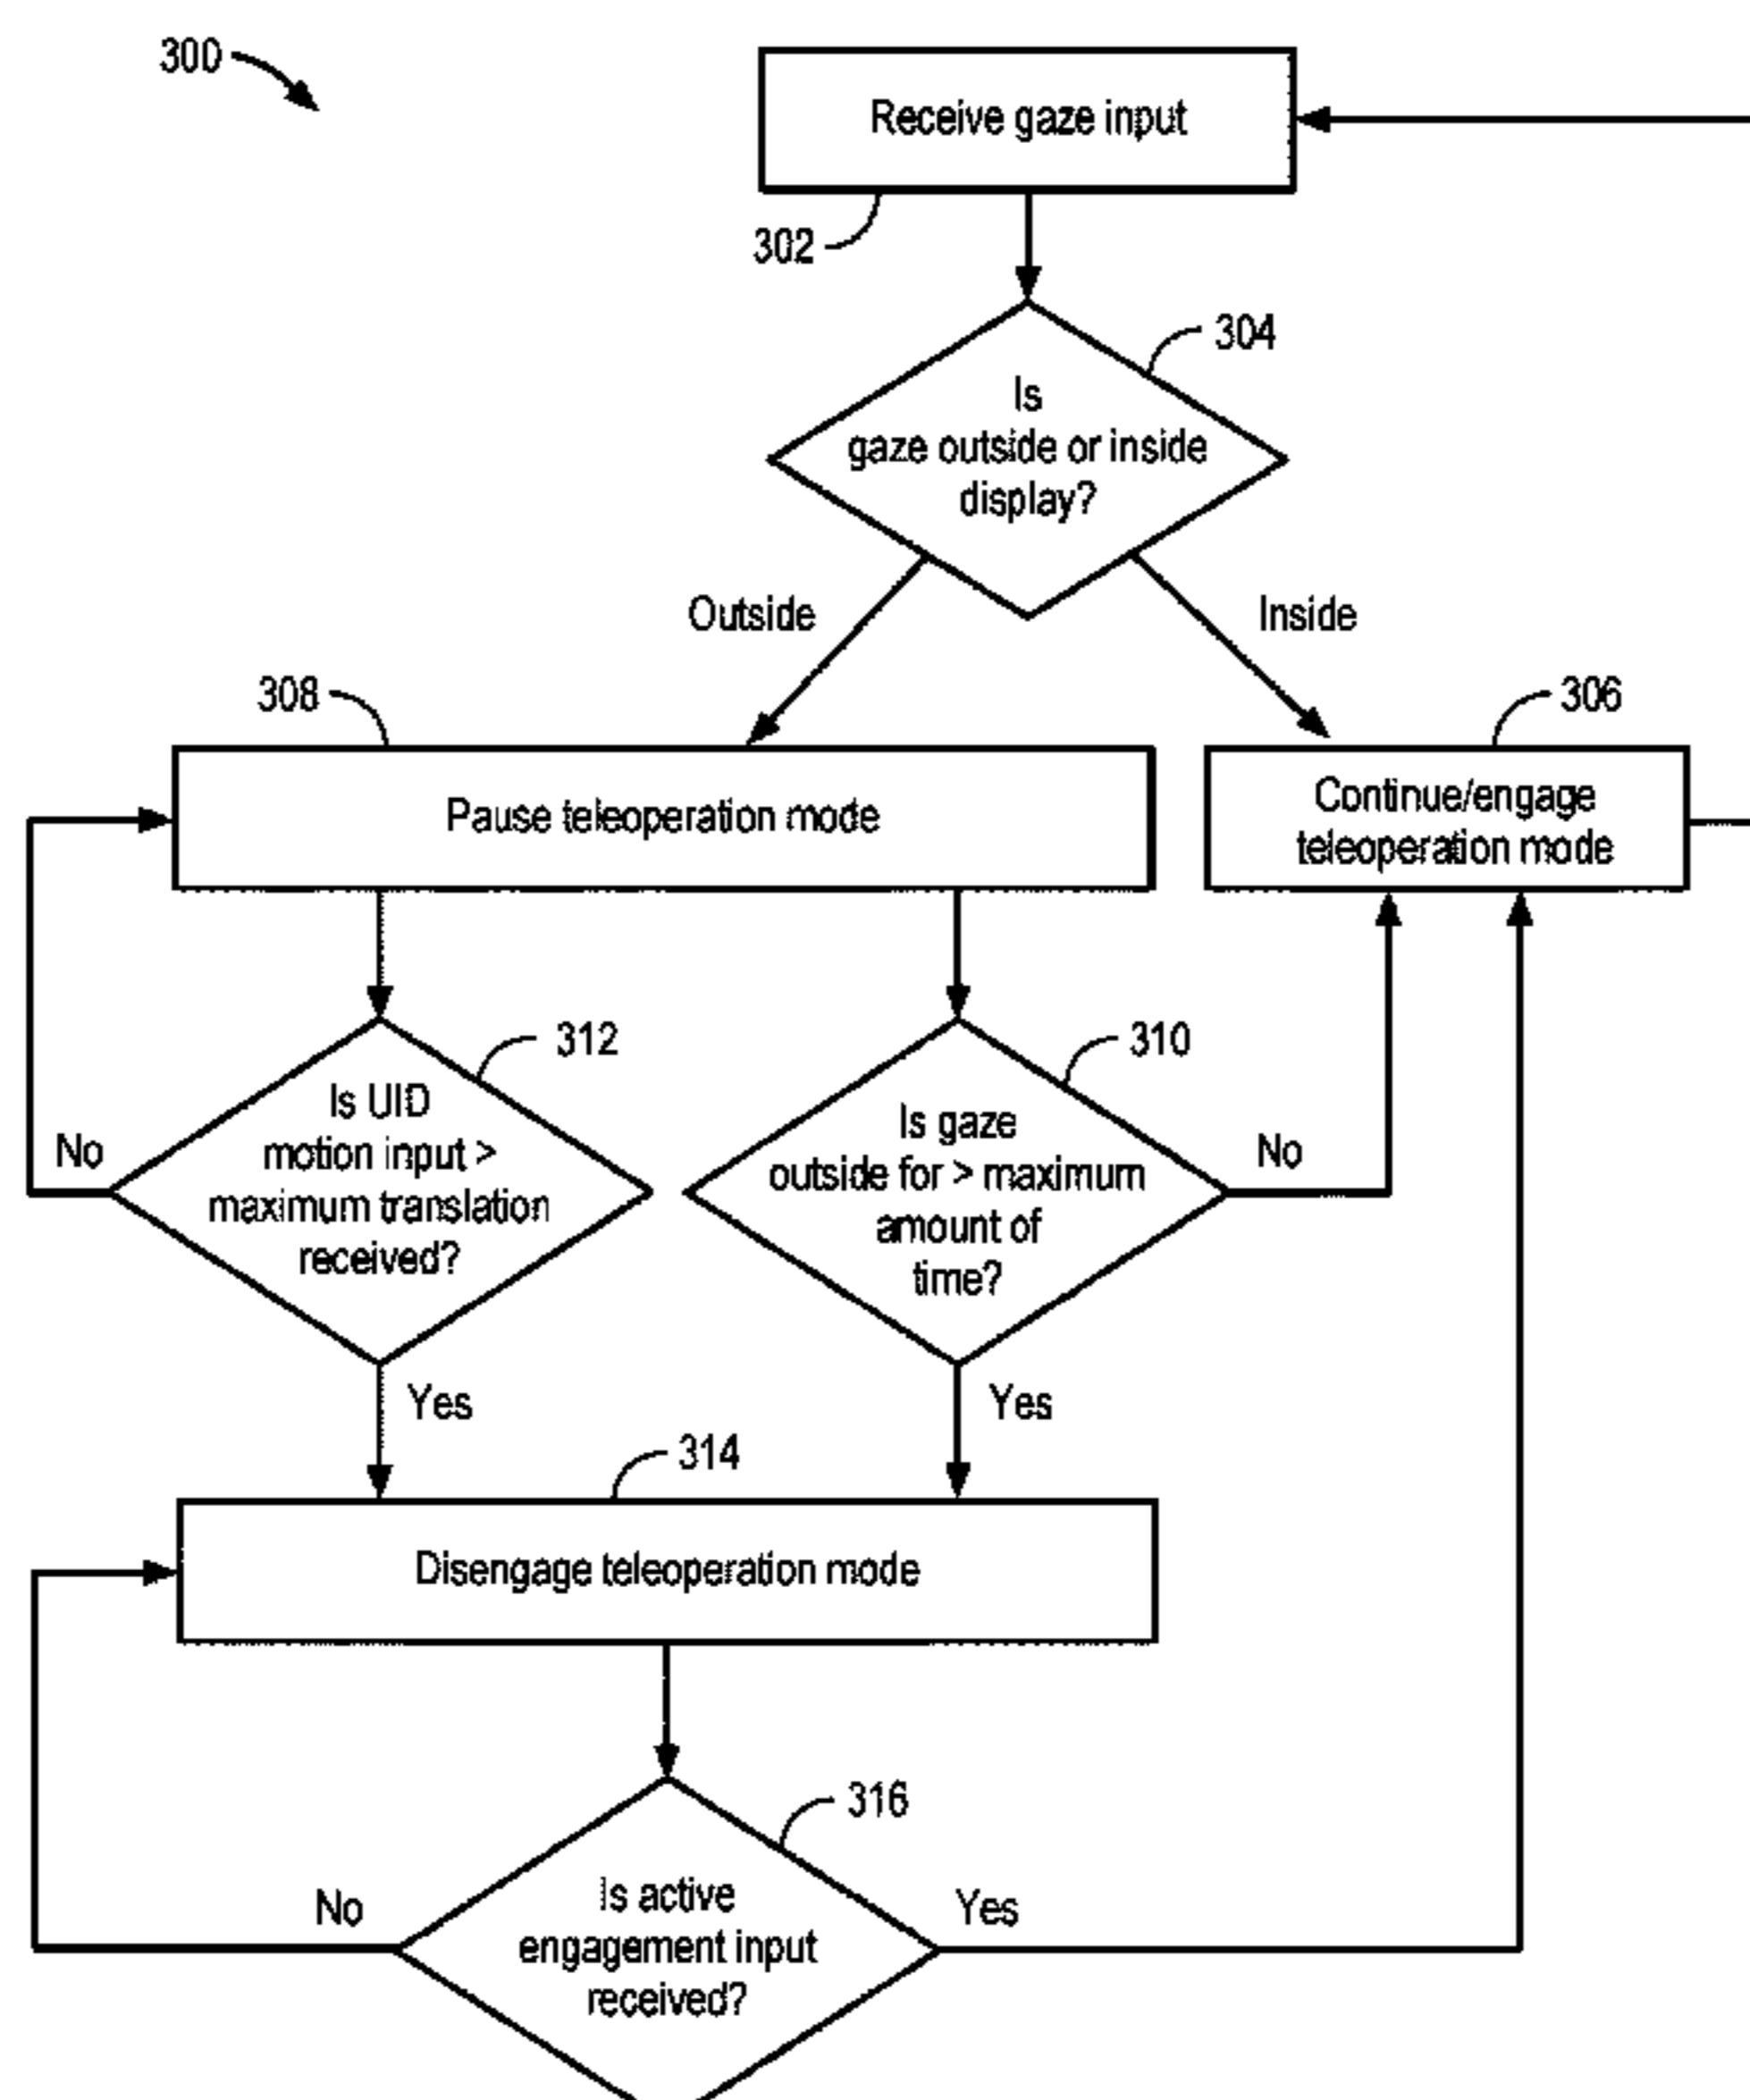 300
Receive gaze input
302
304
Is
gaze outside or inside
display?
Outside
Inside
308
306
Pause teleoperation mode
Continue/engage
teleoperation mode
312
310
Is UID
motion input >
maximum translation
received?
No
Is gaze
outside for > maximum
amount of
time?
No
Yes
Yes
314
Disengage teleoperation mode
316
Is active
engagement input
received?
No
Yes